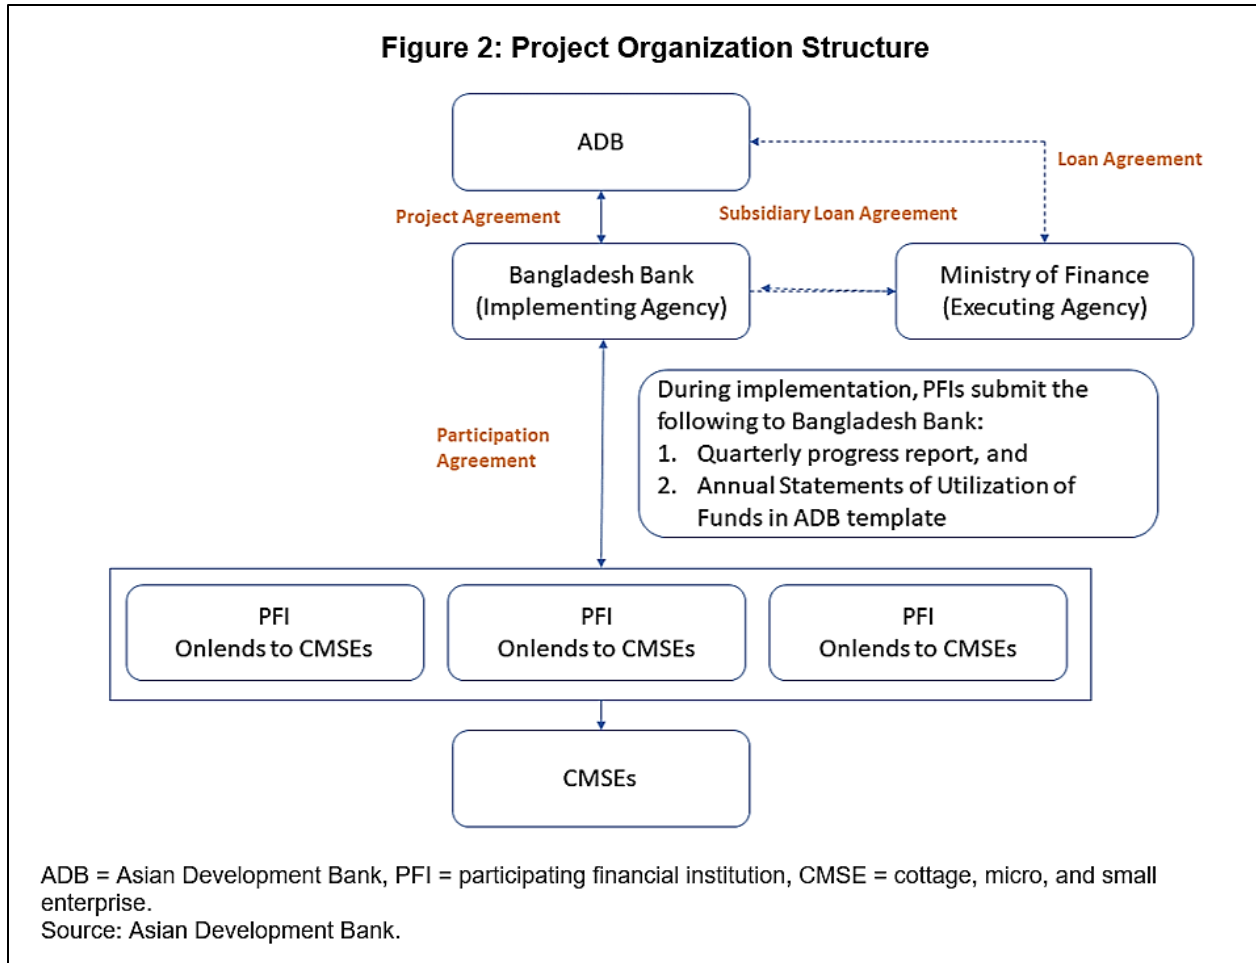 Figure 2: Project Organization Structure
ADB
Loan Agreement
Project Agreement
Subsidiary Loan Agreement
Bangladesh Bank
(Implementing Agency)
Ministry of Finance
(Executing Agency)
During implementation, PFIs submit the
following to Bangladesh Bank:
1. Quarterly progress report, and
2. Annual Statements of Utilization of
Funds in ADB template
Participation
Agreement
PFI
Onlends to CMSEs
PFI
Onlends to CMSEs
PFI
Onlends to CMSEs
CMSEs
ADB = Asian Development Bank, PFI = participating financial institution, CMSE = cottage, micro, and small
enterprise.
Source: Asian Development Bank.